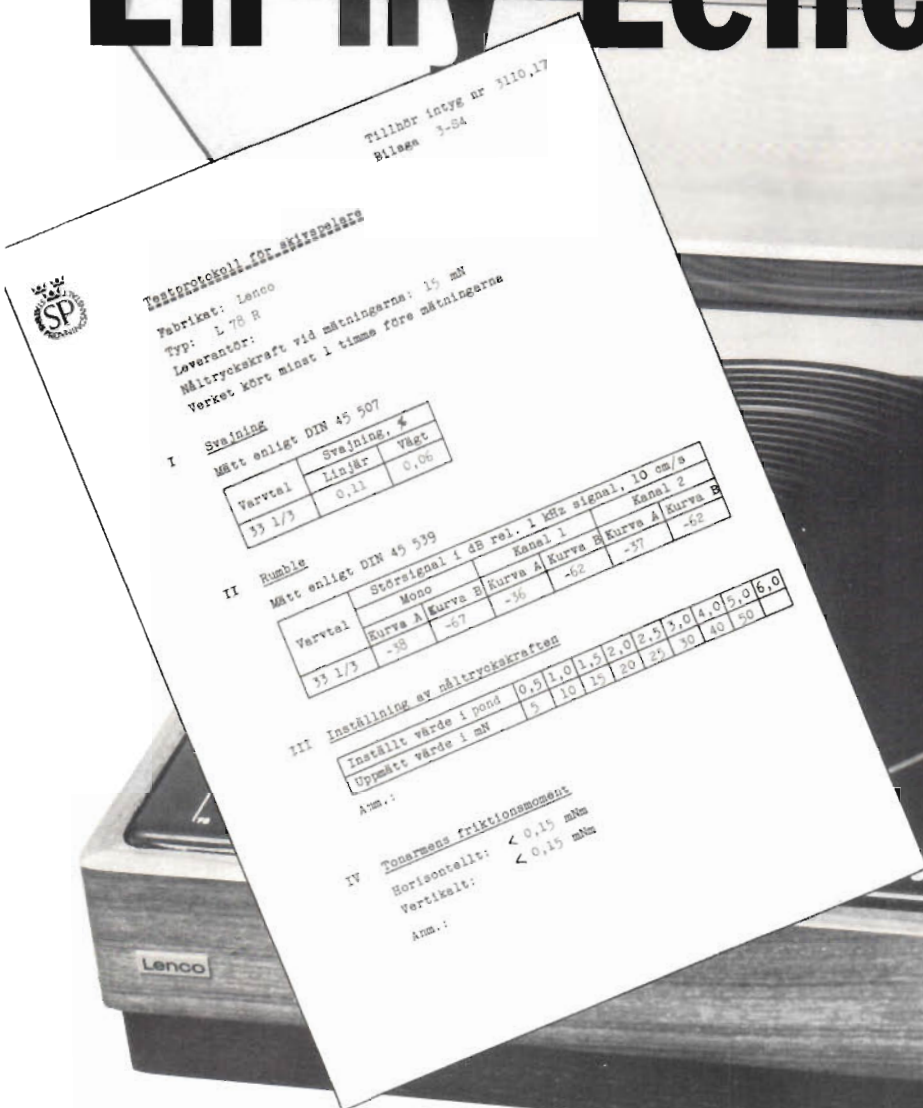 En ny Lenco
Tillhör intyg nr 3110,17
Bilaga 3-S4
SP
Testprotokoll för skivspelare
Fabrikat: Lenco
Typ: L 78 R
Leverantör:
Nåltryckskraft vid mätningarna: 15 mN
Verket kört minst 1 timme före mätningarna
I Svajning
Mätt enligt DIN 45 507
Varvtal Svajning, %
Linjär Vägt
33 1/3 0,11 0,06
II Rumble
Mätt enligt DIN 45 539
Varvtal Störsignal i dB rel. 1 kHz signal, 10 cm/s
Mono Kanal 1 Kanal 2
Kurva A Kurva B Kurva A Kurva B Kurva A Kurva B
33 1/3 -38 -67 -36 -62 -37 -62
III Inställning av nåltryckskraften
Inställt värde i pond 0,5 1,0 1,5 2,0 2,5 3,0 4,0 5,0 6,0
Uppmätt värde i mN 5 10 15 20 25 30 40 50
Anm.:
IV Tonarmens friktionsmoment
Horisontellt: < 0,15 mNm
Vertikalt: < 0,15 mNm
Anm.:
Lenco